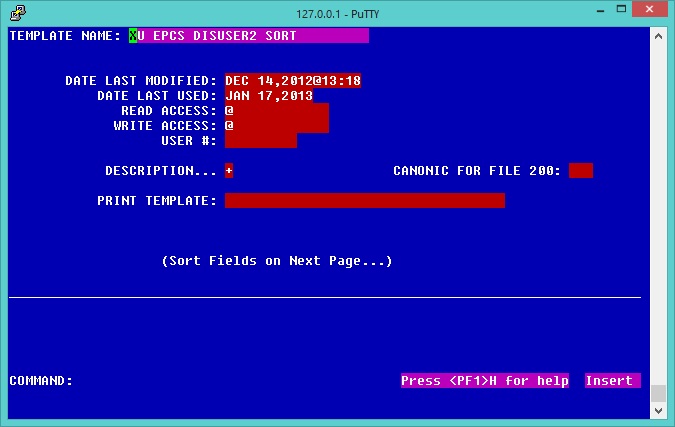 127.0.0.1 - PuTTY
TEMPLATE NAME: XU EPCS DISUSER2 SORT
DATE LAST MODIFIED: DEC 14,2012@13:18
DATE LAST USED: JAN 17,2013
READ ACCESS: @
WRITE ACCESS: @
USER #:
DESCRIPTION... + CANONIC FOR FILE 200:
PRINT TEMPLATE:
(Sort Fields on Next Page...)
COMMAND: Press <PF1>H for help Insert